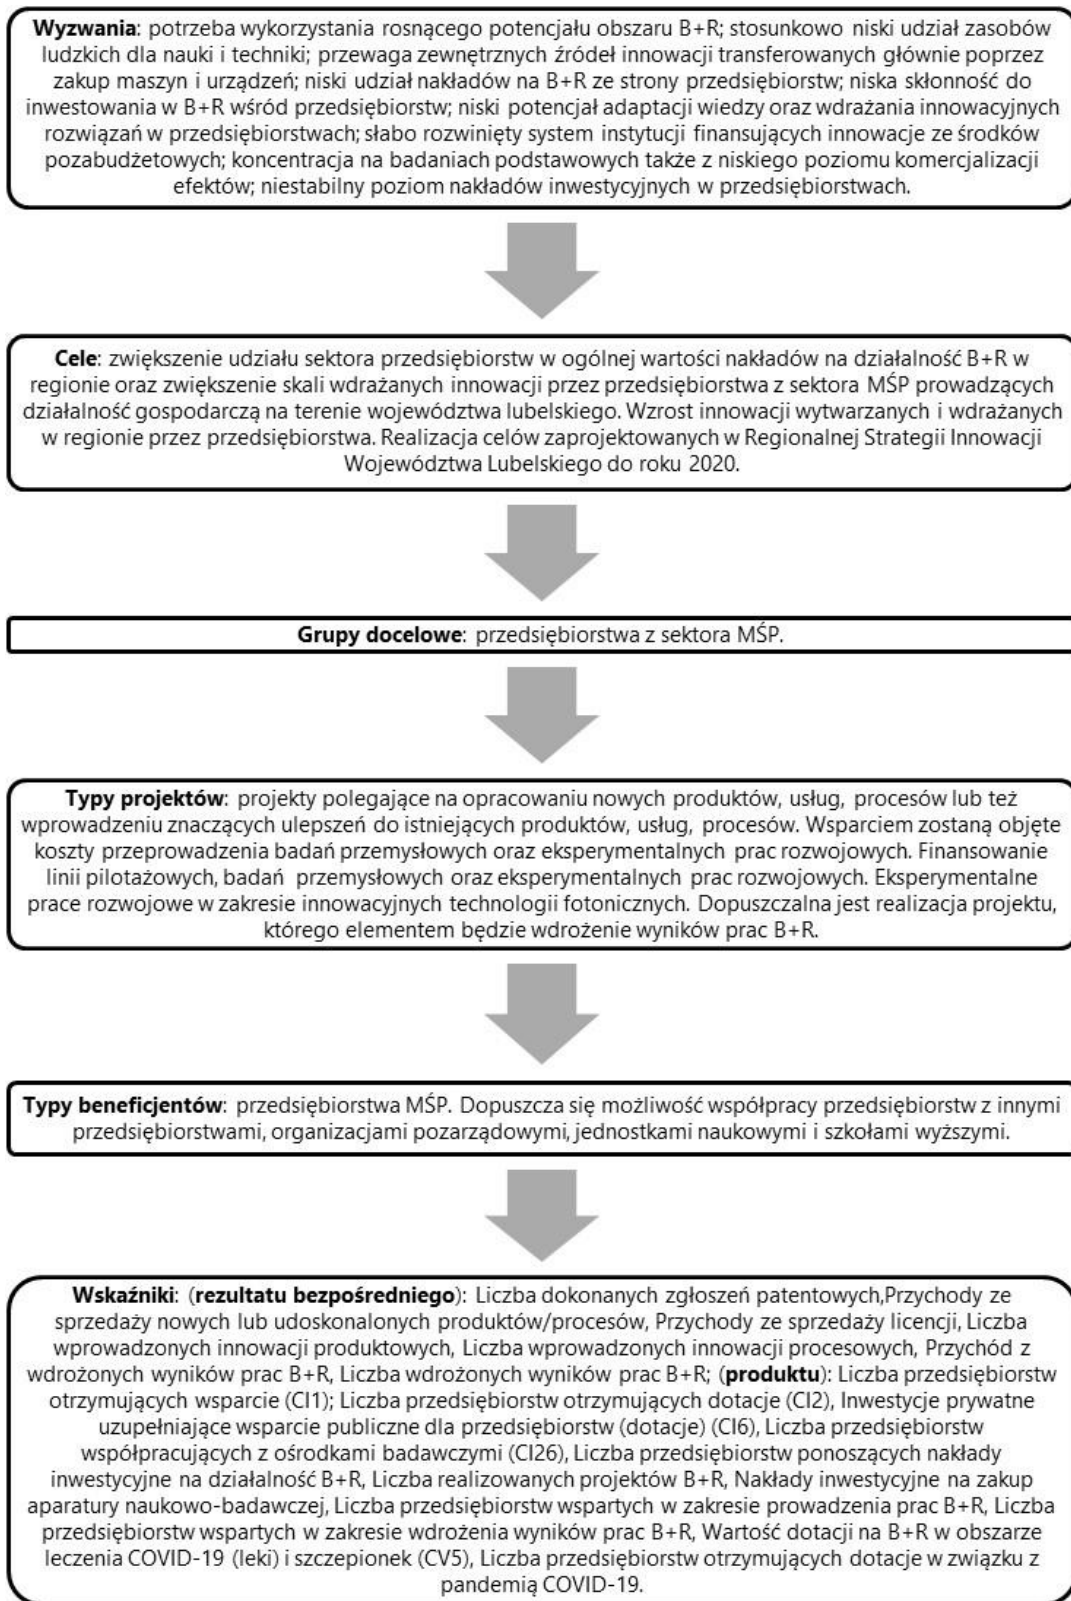 Wyzwania: potrzeba wykorzystania rosnącego potencjału obszaru B+R; stosunkowo niski udział zasobów
ludzkich dla nauki i techniki; przewaga zewnętrznych źródeł innowacji transferowanych głównie poprzez
zakup maszyn i urządzeń; niski udział nakładów na B+R ze strony przedsiębiorstw; niska skłonność do
inwestowania w B+R wśród przedsiębiorstw; niski potencjał adaptacji wiedzy oraz wdrażania innowacyjnych
rozwiązań w przedsiębiorstwach; słabo rozwinięty system instytucji finansujących innowacje ze środków
pozabudżetowych; koncentracja na badaniach podstawowych także z niskiego poziomu komercjalizacji
efektów; niestabilny poziom nakładów inwestycyjnych w przedsiębiorstwach.
Cele: zwiększenie udziału sektora przedsiębiorstw w ogólnej wartości nakładów na działalność B+R w
regionie oraz zwiększenie skali wdrażanych innowacji przez przedsiębiorstwa z sektora MŚP prowadzących
działalność gospodarczą na terenie województwa lubelskiego. Wzrost innowacji wytwarzanych i wdrażanych
w regionie przez przedsiębiorstwa. Realizacja celów zaprojektowanych w Regionalnej Strategii Innowacji
Województwa Lubelskiego do roku 2020.
Grupy docelowe: przedsiębiorstwa z sektora MŚP.
Typy projektów: projekty polegające na opracowaniu nowych produktów, usług, procesów lub też
wprowadzeniu znaczących ulepszeń do istniejących produktów, usług, procesów. Wsparciem zostaną objęte
koszty przeprowadzenia badań przemysłowych oraz eksperymentalnych prac rozwojowych. Finansowanie
linii pilotażowych, badań przemysłowych oraz eksperymentalnych prac rozwojowych. Eksperymentalne
prace rozwojowe w zakresie innowacyjnych technologii fotonicznych. Dopuszczalna jest realizacja projektu,
którego elementem będzie wdrożenie wyników prac B+R.
Typy beneficjentów: przedsiębiorstwa MŚP. Dopuszcza się możliwość współpracy przedsiębiorstw z innymi
przedsiębiorstwami, organizacjami pozarządowymi, jednostkami naukowymi i szkołami wyższymi.
Wskaźniki: (rezultatu bezpośredniego): Liczba dokonanych zgłoszeń patentowych,Przychody ze
sprzedaży nowych lub udoskonalonych produktów/procesów, Przychody ze sprzedaży licencji, Liczba
wprowadzonych innowacji produktowych, Liczba wprowadzonych innowacji procesowych, Przychód z
wdrożonych wyników prac B+R, Liczba wdrożonych wyników prac B+R; (produktu): Liczba przedsiębiorstw
otrzymujących wsparcie (CI1); Liczba przedsiębiorstw otrzymujących dotacje (CI2), Inwestycje prywatne
uzupełniające wsparcie publiczne dla przedsiębiorstw (dotacje) (CI6), Liczba przedsiębiorstw
współpracujących z ośrodkami badawczymi (CI26), Liczba przedsiębiorstw ponoszących nakłady
inwestycyjne na działalność B+R, Liczba realizowanych projektów B+R, Nakłady inwestycyjne na zakup
aparatury naukowo-badawczej, Liczba przedsiębiorstw wspartych w zakresie prowadzenia prac B+R, Liczba
przedsiębiorstw wspartych w zakresie wdrożenia wyników prac B+R, Wartość dotacji na B+R w obszarze
leczenia COVID-19 (leki) i szczepionek (CV5), Liczba przedsiębiorstw otrzymujących dotacje w związku z
pandemią COVID-19.